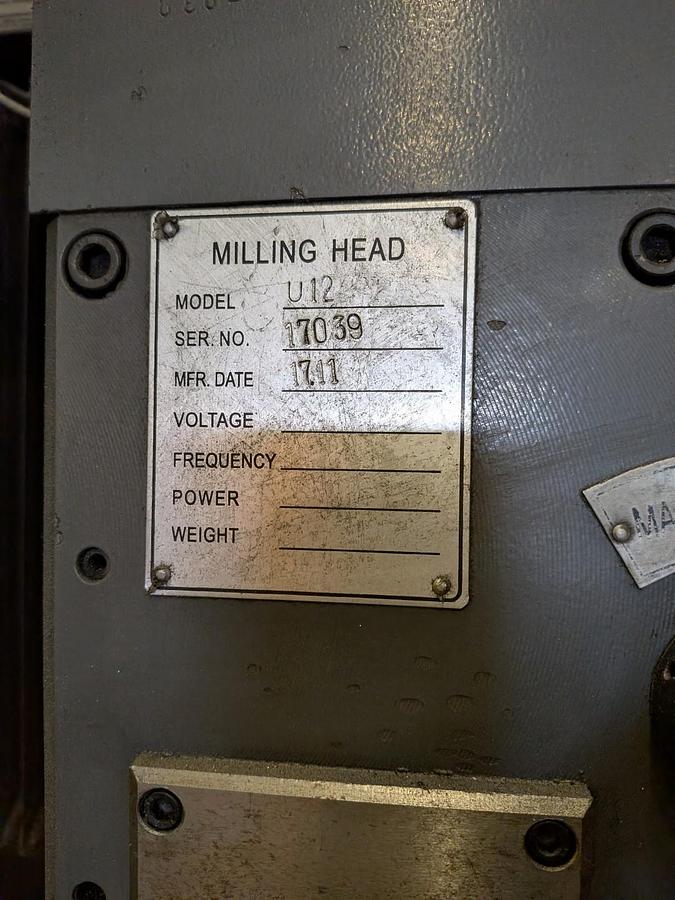 MILLING HEAD
MODEL U12
SER. NO. 17039
MFR. DATE 17.11
VOLTAGE
FREQUENCY
POWER
WEIGHT